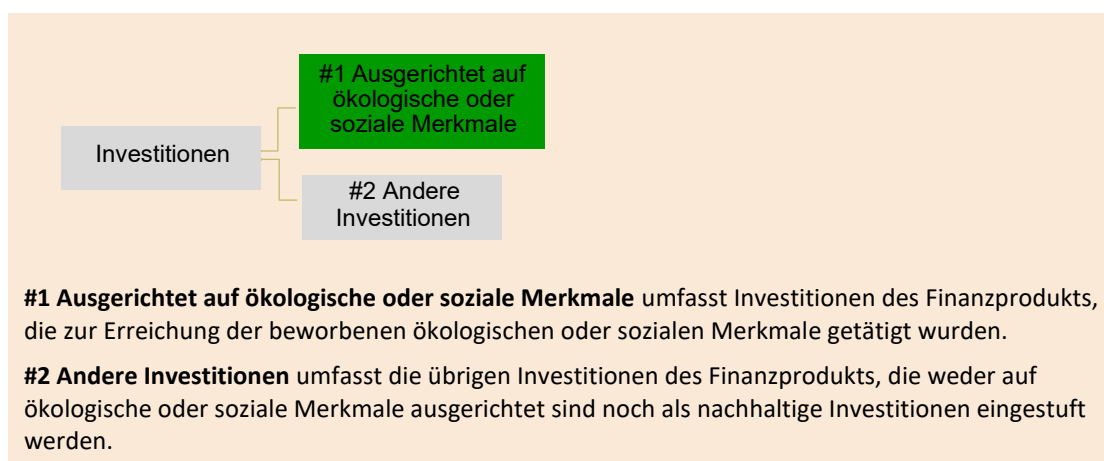 #1 Ausgerichtet auf
ökologische oder
soziale Merkmale
Investitionen
#2 Andere
Investitionen
#1 Ausgerichtet auf ökologische oder soziale Merkmale umfasst Investitionen des Finanzprodukts,
die zur Erreichung der beworbenen ökologischen oder sozialen Merkmale getätigt wurden.
#2 Andere Investitionen umfasst die übrigen Investitionen des Finanzprodukts, die weder auf
ökologische oder soziale Merkmale ausgerichtet sind noch als nachhaltige Investitionen eingestuft
werden.